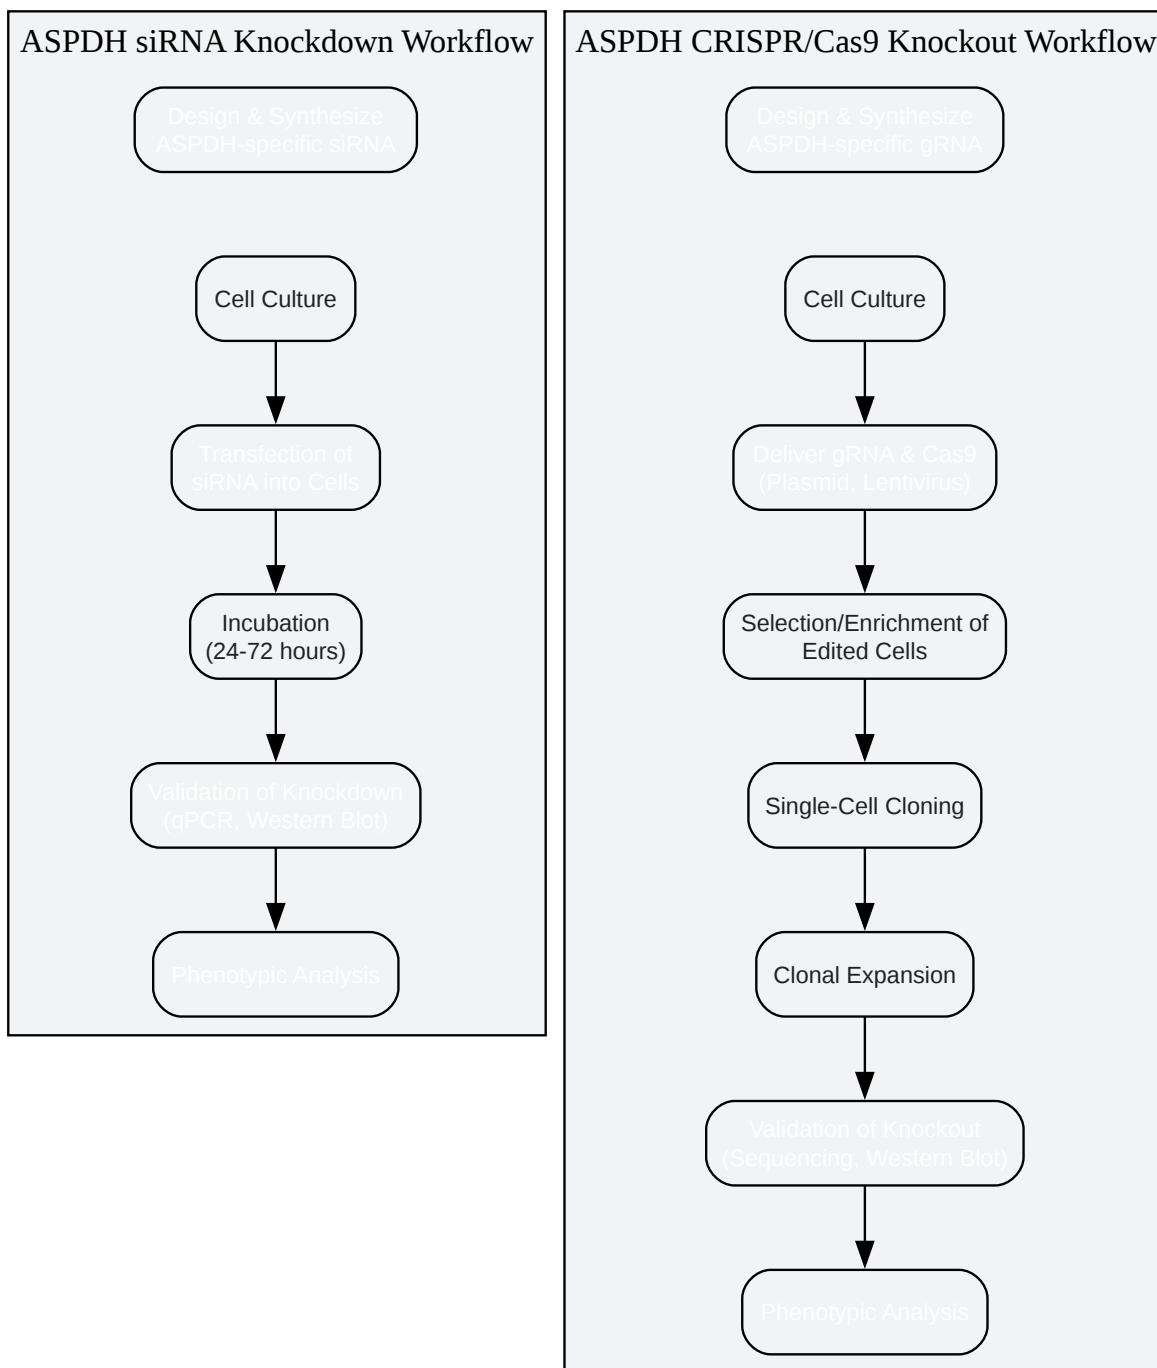 ASPDH siRNA Knockdown Workflow
Design & Synthesize
ASPDH-specific siRNA
Cell Culture
Transfection of
siRNA into Cells
Incubation
(24-72 hours)
Validation of Knockdown
(qPCR, Western Blot)
Phenotypic Analysis
ASPDH CRISPR/Cas9 Knockout Workflow
Design & Synthesize
ASPDH-specific gRNA
Cell Culture
Deliver gRNA & Cas9
(Plasmid, Lentivirus)
Selection/Enrichment of
Edited Cells
Single-Cell Cloning
Clonal Expansion
Validation of Knockout
(Sequencing, Western Blot)
Phenotypic Analysis